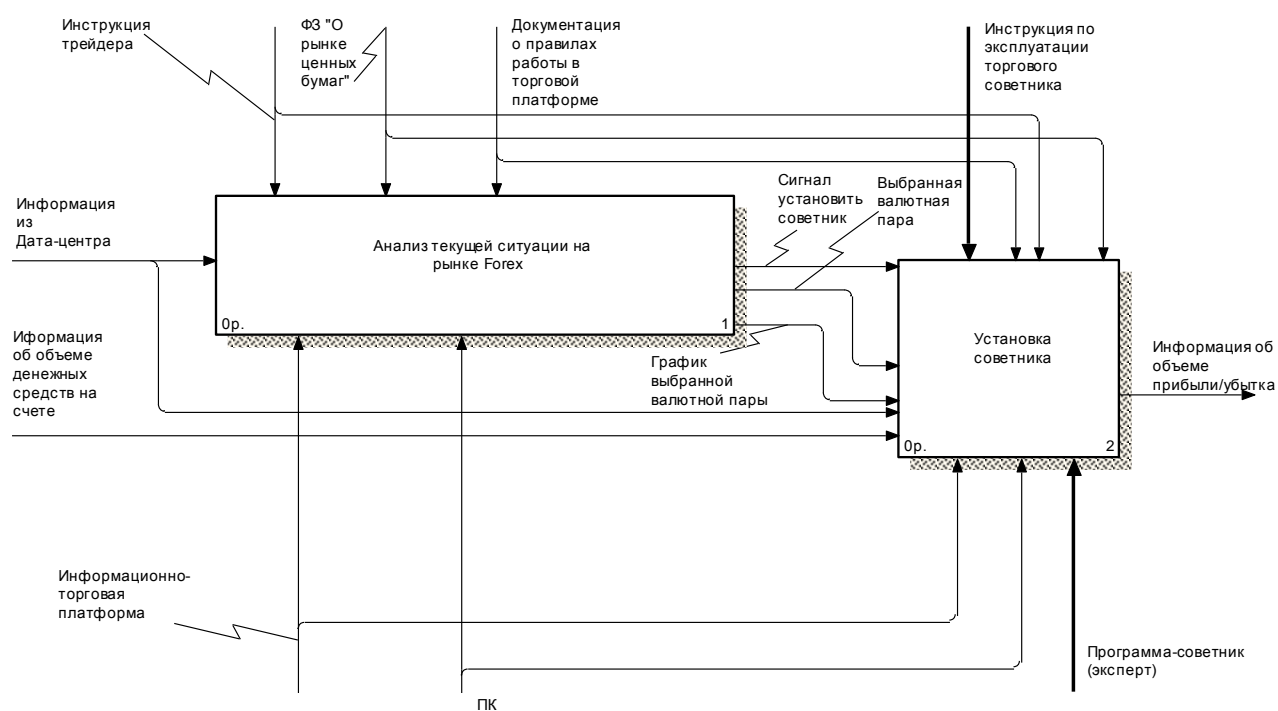 Инструкция
трейдера
ФЗ "О
рынке
ценных
бумаг"
Документация
о правилах
работы в
торговой
платформе
Инструкция по
эксплуатации
торгового
советника
Информация
из
Дата-центра
Анализ текущей ситуации на
рынке Forex
0р.
1
Сигнал
установить
советник
Выбранная
валютная
пара
Иформация
об объеме
денежных
средств на
счете
График
выбранной
валютной пары
Установка
советника
0р.
2
Информация об
объеме
прибыли/убытка
Информационно-
торговая
платформа
ПК
Программа-советник
(эксперт)